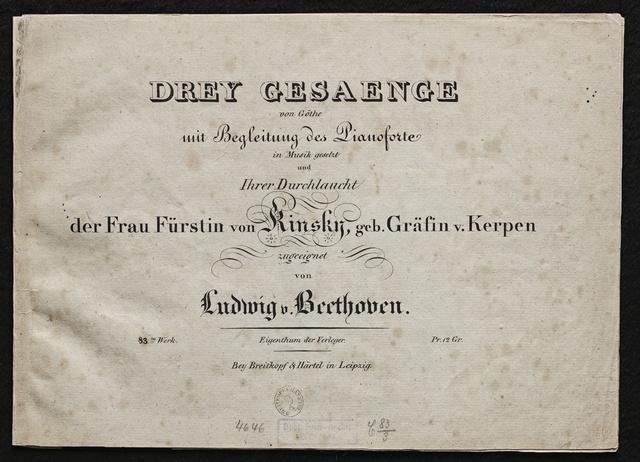 DREY GESAENGE
von Göthe
mit Begleitung des Pianoforte
in Musik gesetzt
und
Ihrer Durchlaucht
der Frau Fürstin von Kinsky, geb. Gräfin v. Kerpen
zugeeignet
von
Ludwig v. Beethoven.
83tes Werk. Eigenthum der Verleger. Pr. 12 Gr.
Bey Breitkopf & Härtel in Leipzig.
4646
83
3